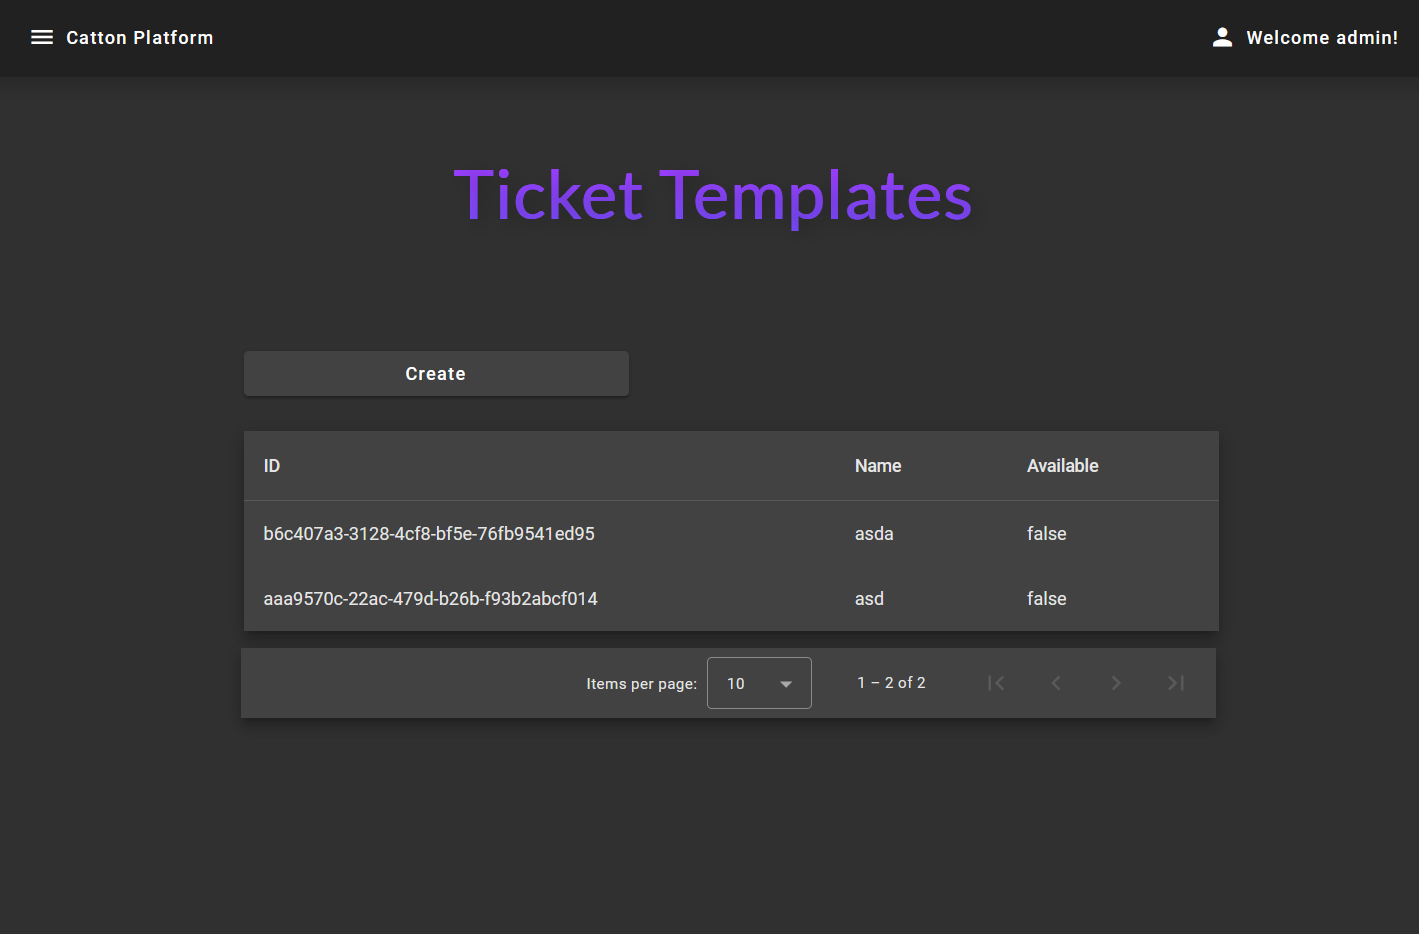 Catton Platform
Welcome admin!
Ticket Templates
Create
ID Name Available
b6c407a3-3128-4cf8-bf5e-76fb9541ed95 asda false
aaa9570c-22ac-479d-b26b-f93b2abcf014 asd false
Items per page: 10 1 – 2 of 2